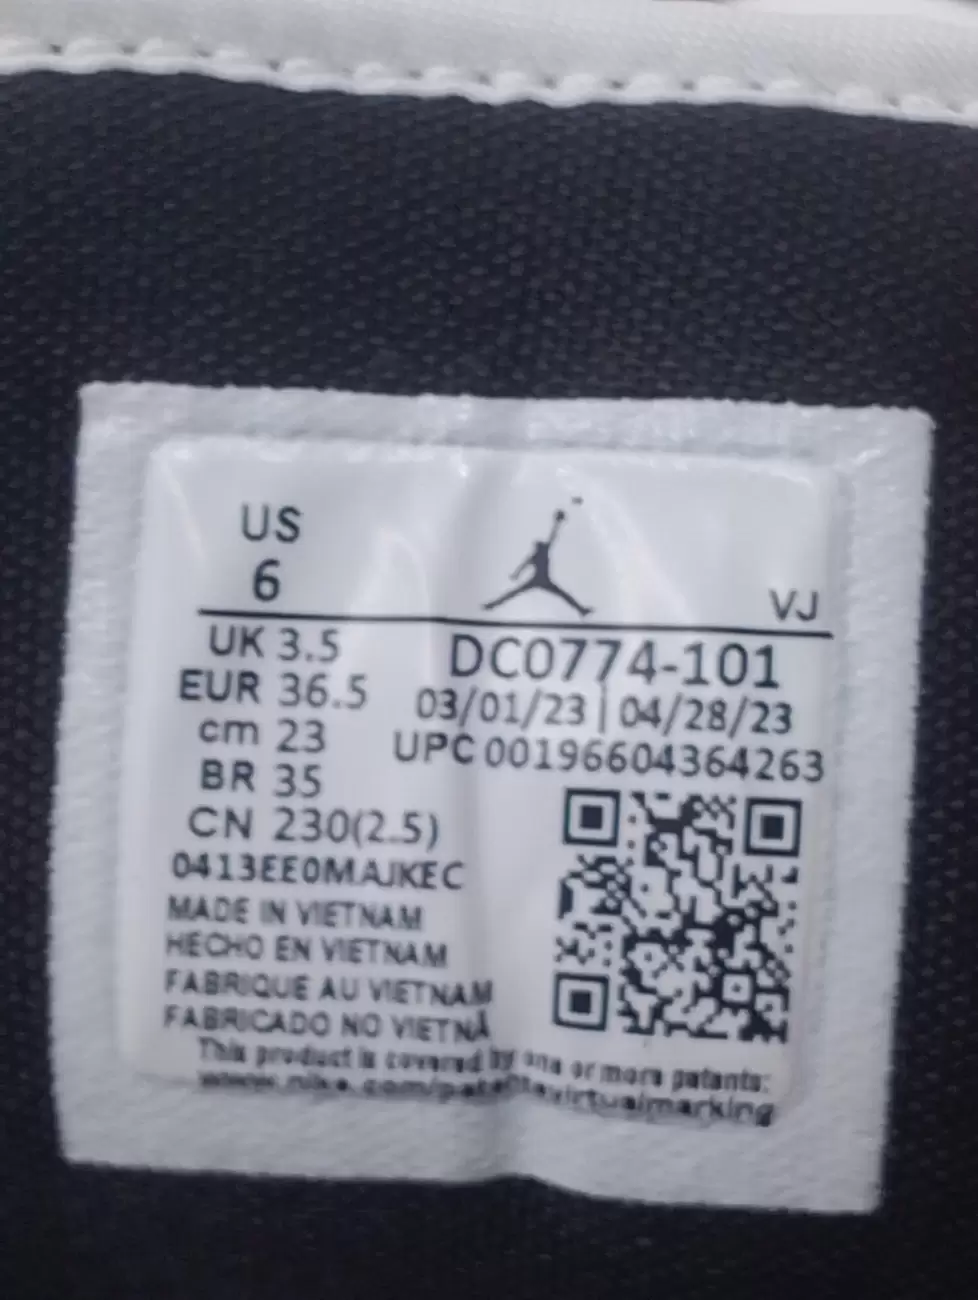 US
6
VJ
UK 3.5
EUR 36.5
cm 23
BR 35
CN 230(2.5)
DC0774-101
03/01/23 | 04/28/23
UPC 001966604364263
0413EE0MAJKEC
MADE IN VIETNAM
HECHO EN VIETNAM
FABRIQUE AU VIETNAM
FABRICADO NO VIETNÃ
This product is covered by one or more patents: